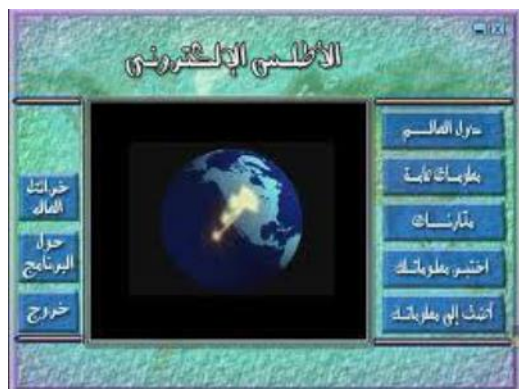 الأطلس الإلكتروني
دول العالم
معلومات عامة
مقارنات
اختبر معلوماتك
أضف إلى معلوماتك
خرائط
العالم
حول
البرنامج
خروج